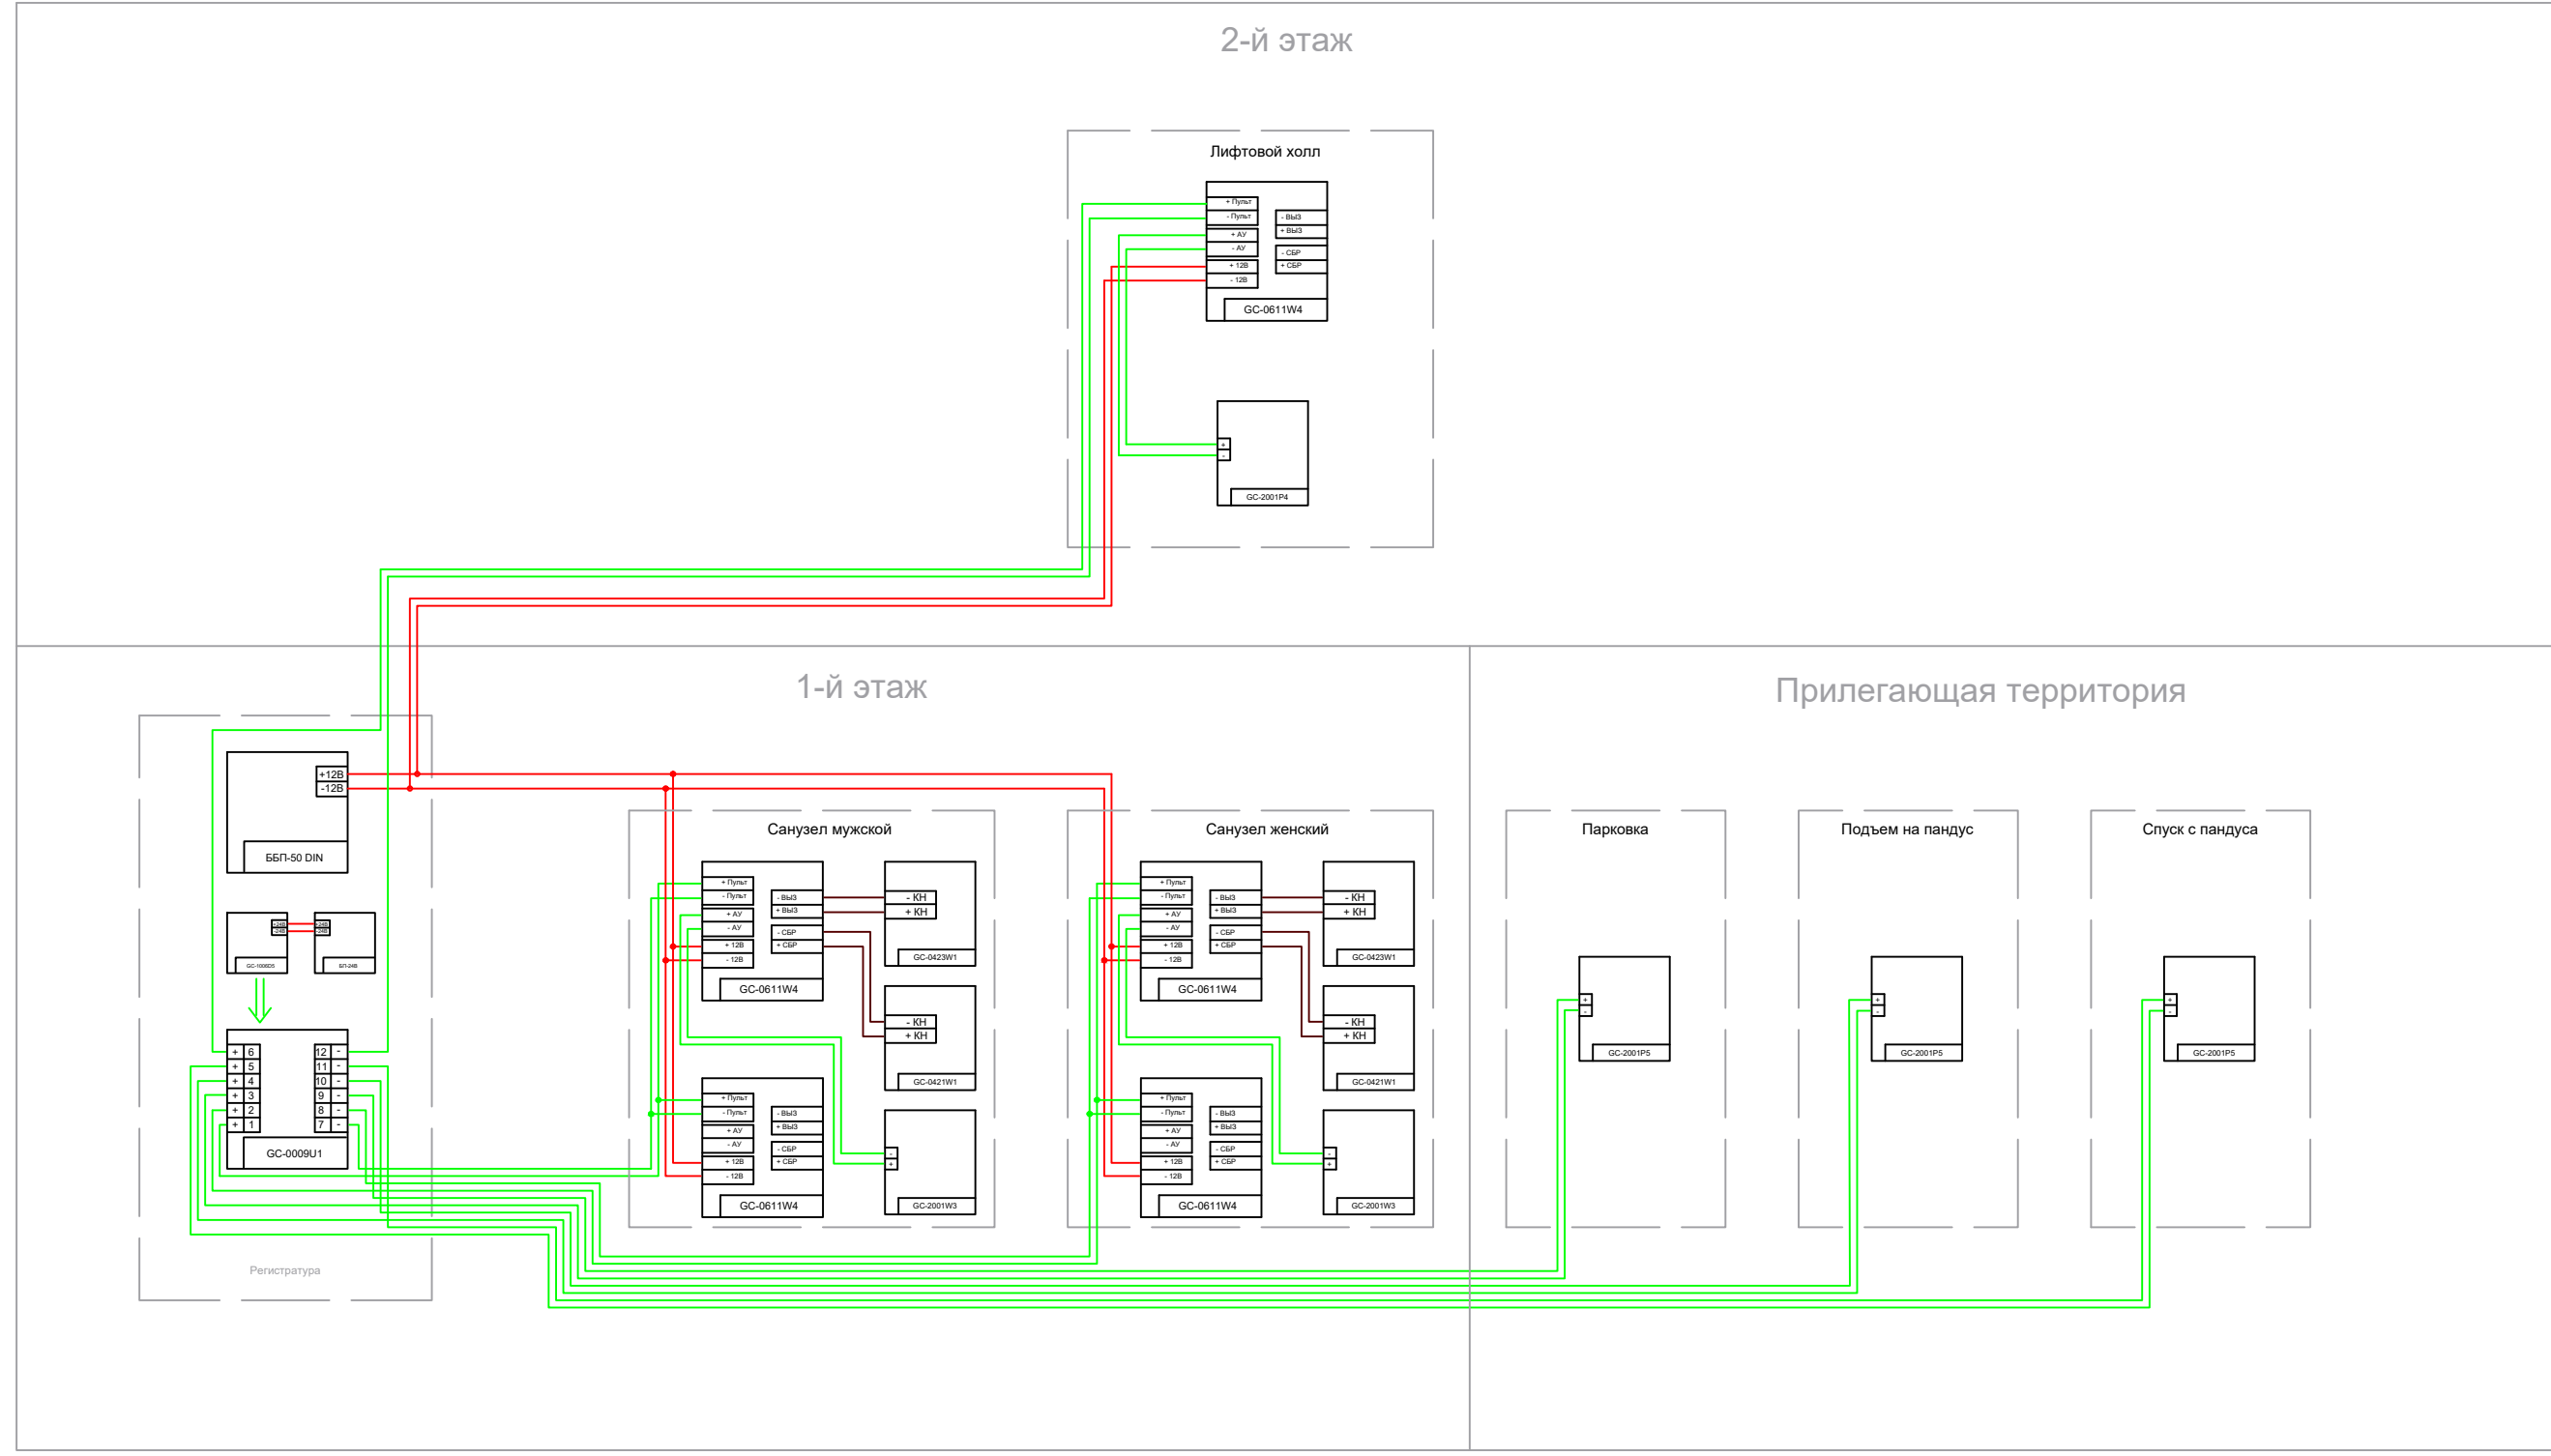 2-й этаж
Лифтовой холл
+ Пульт
- Пульт
+ АУ
- АУ
+ 12В
- 12В
- ВЫЗ
+ ВЫЗ
- СБР
+ СБР
GC-0611W4
+
-
GC-2001P4
1-й этаж
Прилегающая территория
+12В
-12В
ББП-50 DIN
+24В
-24В
GC-1006D5
+24В
-24В
БП-24В
+ 6
+ 5
+ 4
+ 3
+ 2
+ 1
12 -
11 -
10 -
9 -
8 -
7 -
GC-0009U1
Регистратура
Санузел мужской
+ Пульт
- Пульт
+ АУ
- АУ
+ 12В
- 12В
- ВЫЗ
+ ВЫЗ
- СБР
+ СБР
GC-0611W4
- КН
+ КН
GC-0423W1
- КН
+ КН
GC-0421W1
+ Пульт
- Пульт
+ АУ
- АУ
+ 12В
- 12В
- ВЫЗ
+ ВЫЗ
- СБР
+ СБР
GC-0611W4
-
+
GC-2001W3
Санузел женский
+ Пульт
- Пульт
+ АУ
- АУ
+ 12В
- 12В
- ВЫЗ
+ ВЫЗ
- СБР
+ СБР
GC-0611W4
- КН
+ КН
GC-0423W1
- КН
+ КН
GC-0421W1
+ Пульт
- Пульт
+ АУ
- АУ
+ 12В
- 12В
- ВЫЗ
+ ВЫЗ
- СБР
+ СБР
GC-0611W4
-
+
GC-2001W3
Парковка
+
-
GC-2001P5
Подъем на пандус
+
-
GC-2001P5
Спуск с пандуса
+
-
GC-2001P5